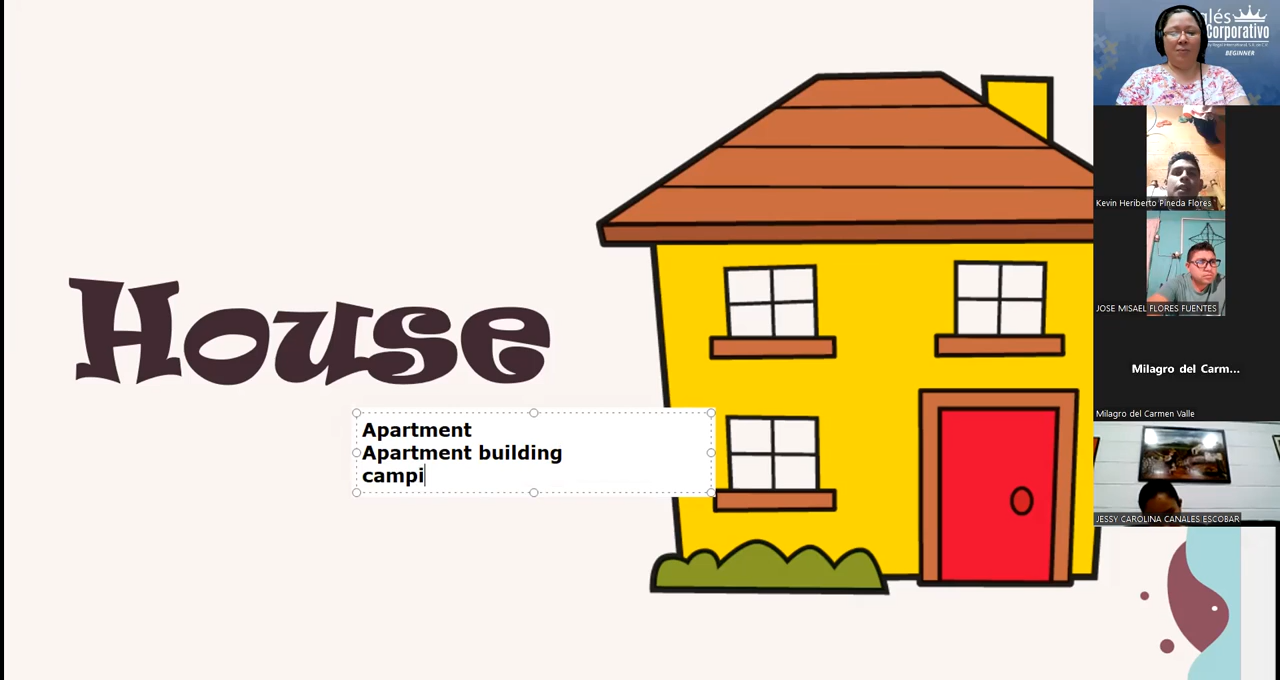 House
Apartment
Apartment building
campi
glés
Corporativo
BEGINNER
Kevin Heriberto Pineda Flores
JOSE MISAEL FLORES FUENTES
Milagro del Carm...
Milagro del Carmen Valle
JESSY CAROLINA CANALES ESCOBAR